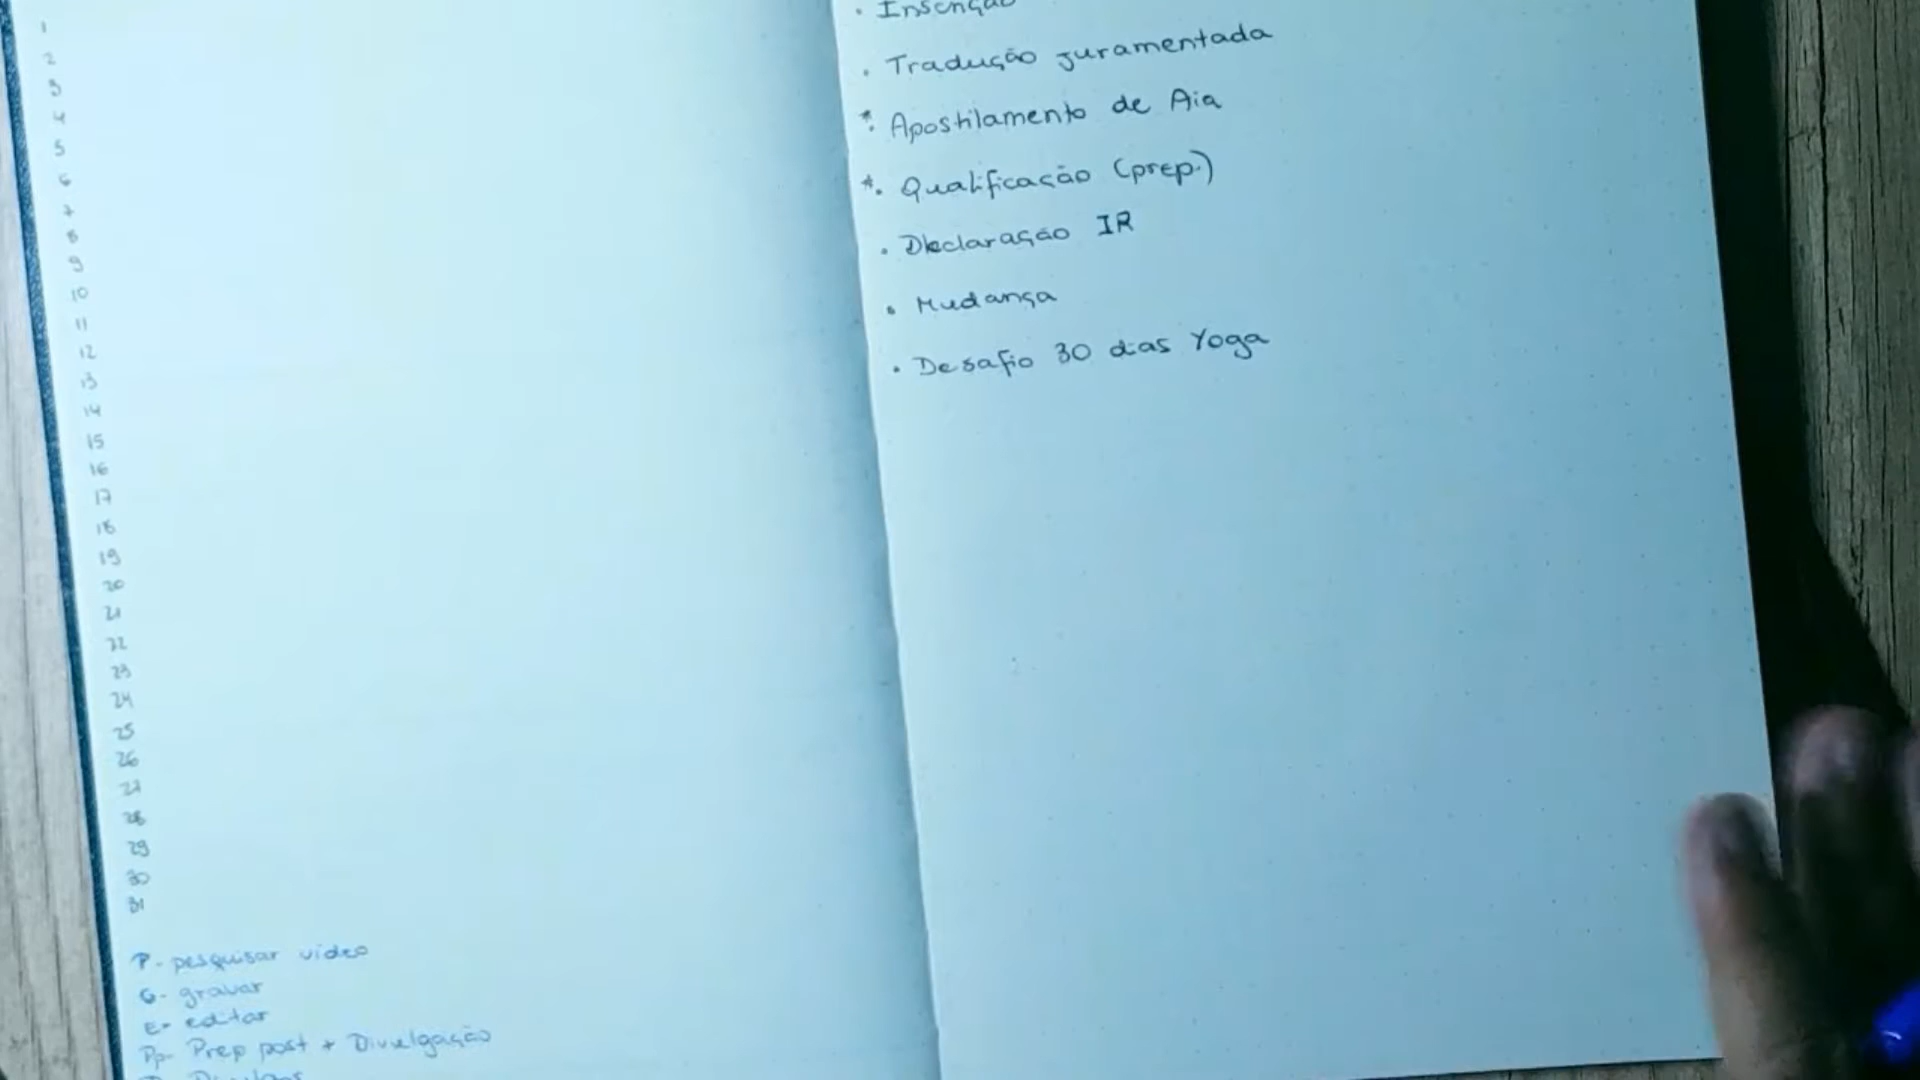 1
2
3
4
5
6
7
8
9
10
11
12
13
14
15
16
17
18
19
20
21
22
23
24
25
26
27
28
29
30
31
P- pesquisar vídeo
G- gravar
E- editar
Pp- Prep post + Divulgação
• Inscrição
• Tradução juramentada
* • Apostilamento de Aia
* • Qualificação (prep.)
• Declaração IR
• Mudança
• Desafio 30 dias Yoga